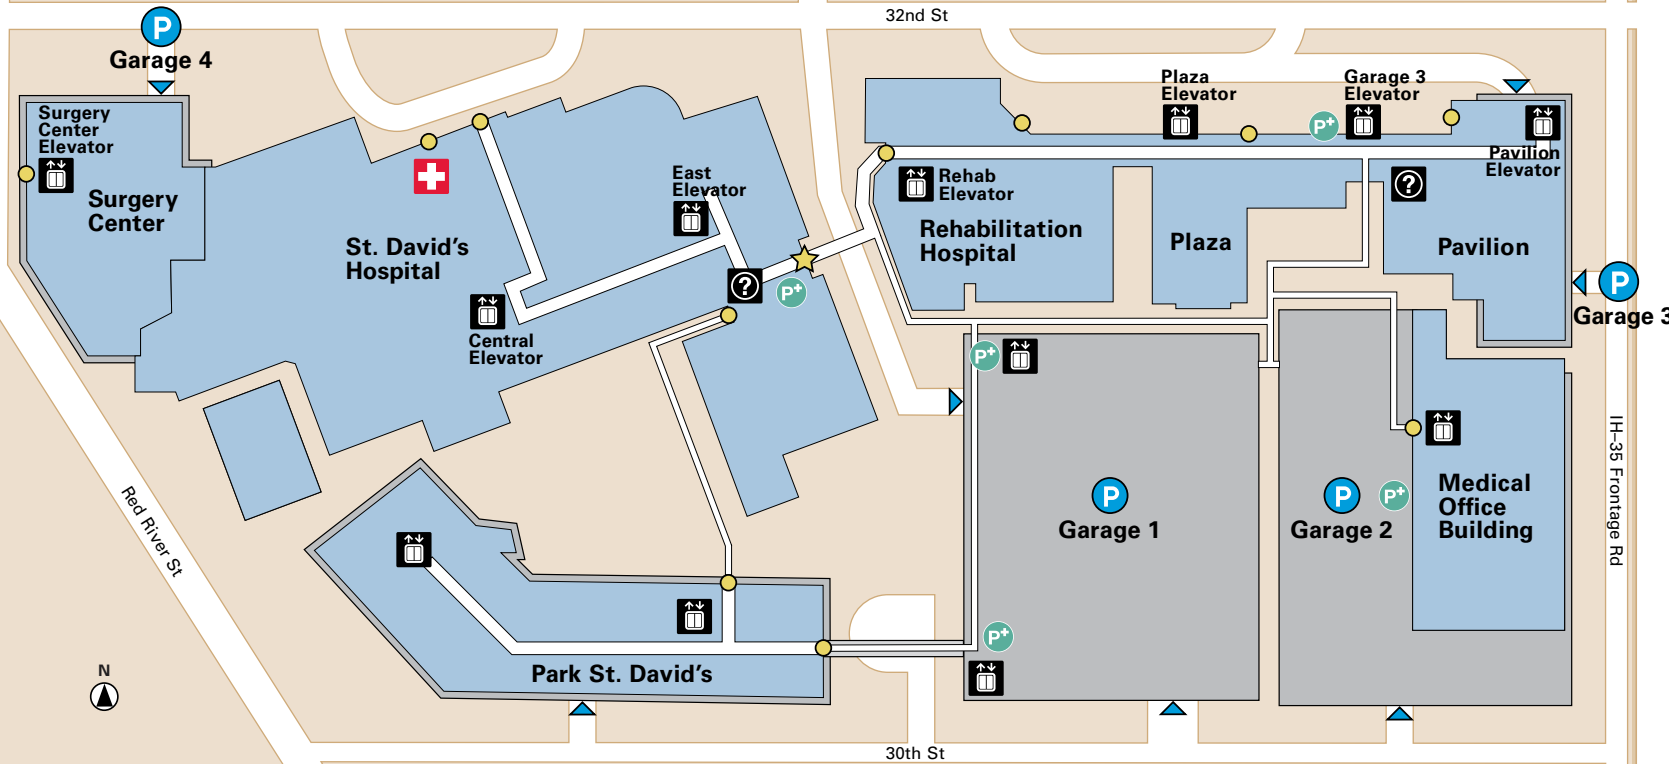 32nd St
P
Garage 4
Surgery
Center
Elevator
Surgery
Center
St. David's
Hospital
East
Elevator
?
P+
Central
Elevator
Plaza
Elevator
Garage 3
Elevator
P+
Pavilion
Elevator
Rehab
Elevator
?
Rehabilitation
Hospital
Plaza
Pavilion
P
Garage 3
P+
P
Garage 1
P
Garage 2
P+
Medical
Office
Building
IH–35 Frontage Rd
Red River St
P+
Park St. David's
N
30th St